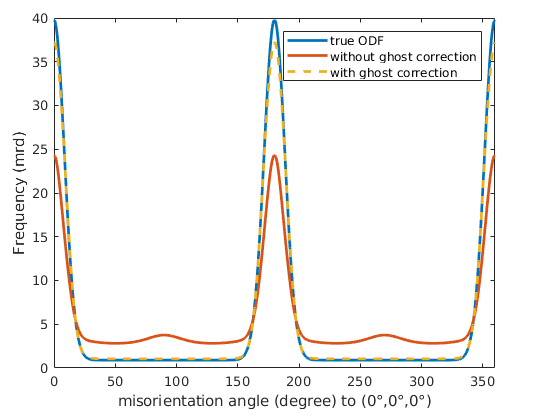 40
35
30
25
20
15
10
5
0
Frequency (mrd)
true ODF
without ghost correction
with ghost correction
0 50 100 150 200 250 300 350
misorientation angle (degree) to (0°,0°,0°)